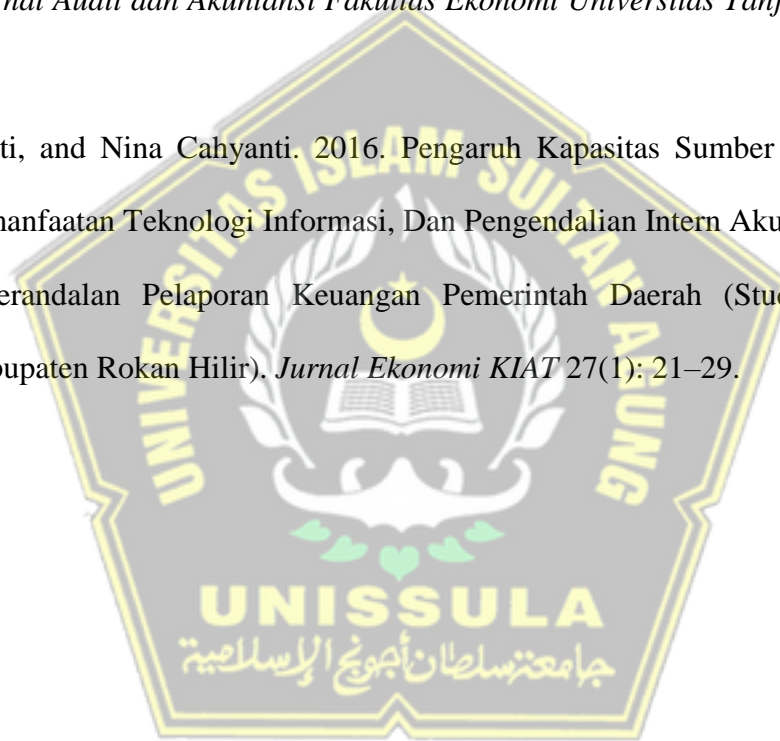 rnal Audit dan Akuntansi Fakultas Ekonomi Universitas Tanj
ti, and Nina Cahyanti. 2016. Pengaruh Kapasitas Sumber
manfaatan Teknologi Informasi, Dan Pengendalian Intern Aku
erandalan Pelaporan Keuangan Pemerintah Daerah (Stud
bupaten Rokan Hilir). Jurnal Ekonomi KIAT 27(1): 21–29.
UNIVERSITAS ISLAM SULTAN AGUNG
UNISSULA
جامعة سلطان أجونج الإسلامية